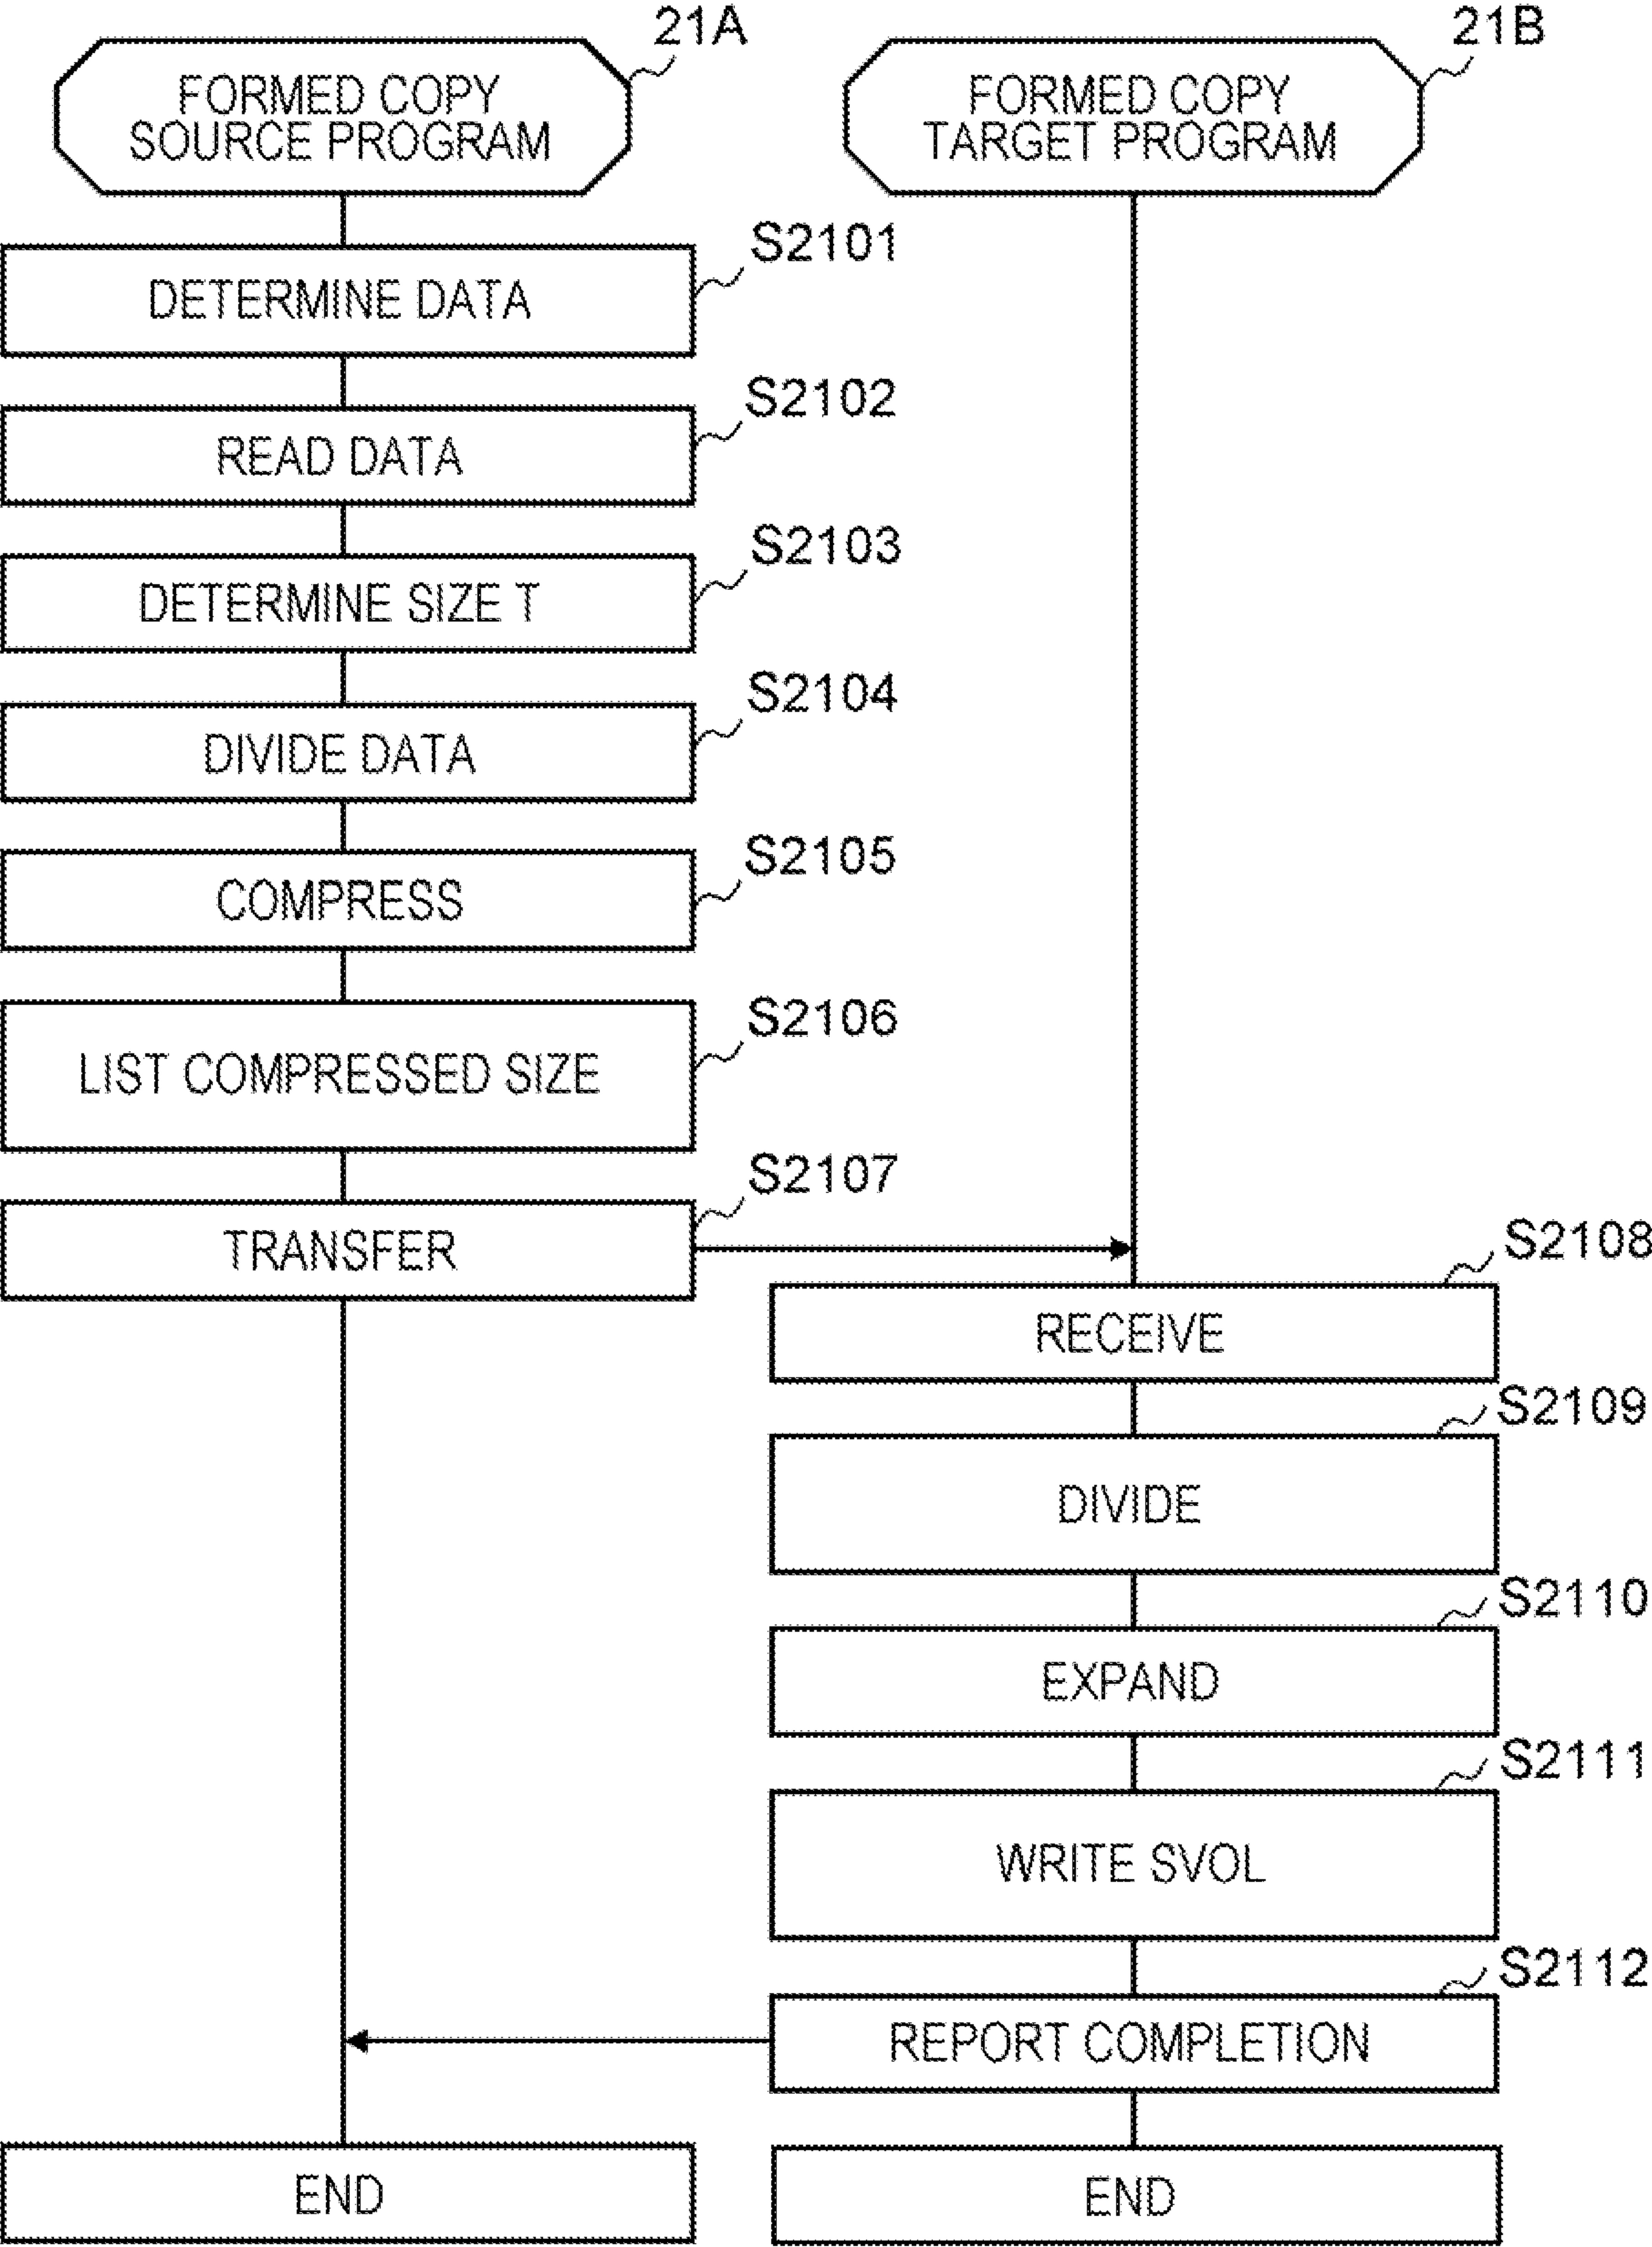 21A
FORMED COPY
SOURCE PROGRAM
21B
FORMED COPY
TARGET PROGRAM
S2101
DETERMINE DATA
S2102
READ DATA
S2103
DETERMINE SIZE T
S2104
DIVIDE DATA
S2105
COMPRESS
S2106
LIST COMPRESSED SIZE
S2107
TRANSFER
S2108
RECEIVE
S2109
DIVIDE
S2110
EXPAND
S2111
WRITE SVOL
S2112
REPORT COMPLETION
END
END